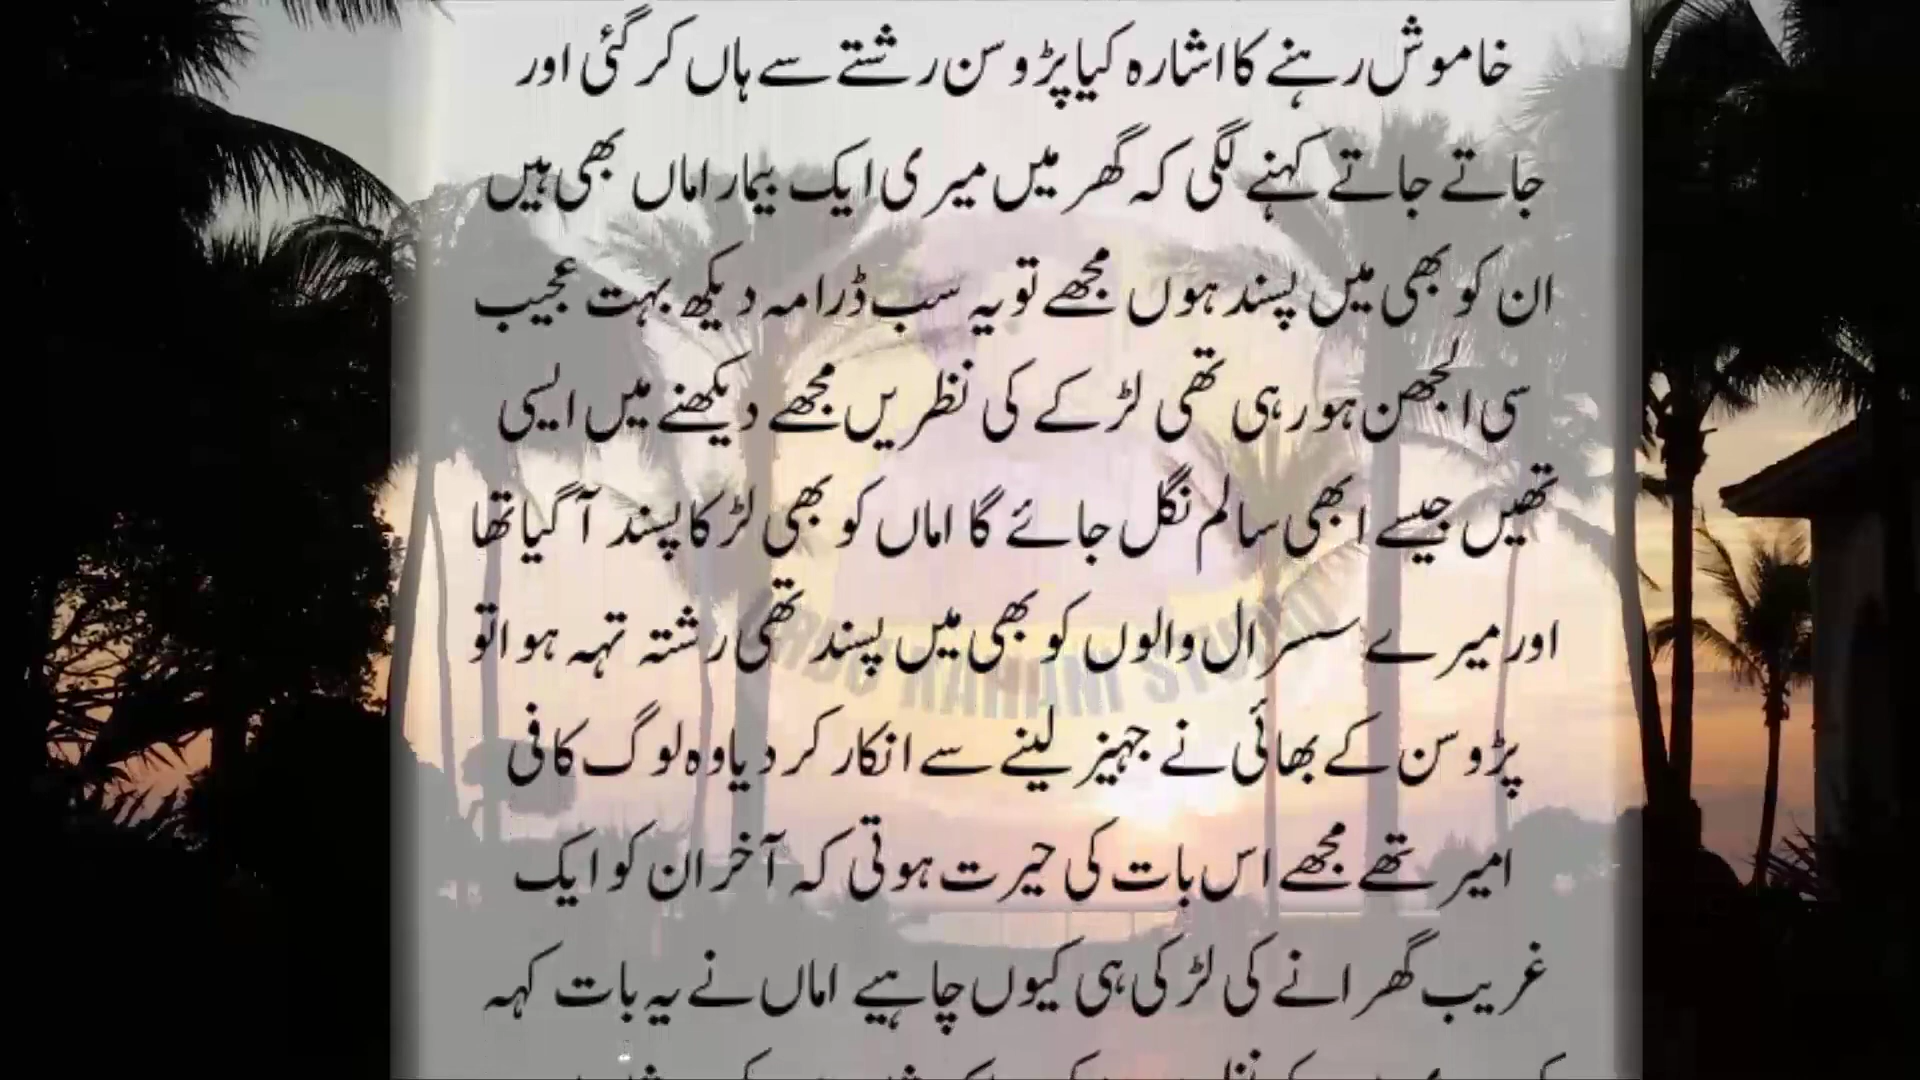 خاموش رہنے کا اشارہ کیا پڑوسن رشتے سے ہاں کر گئی اور
جاتے جاتے کہنے لگی کہ گھر میں میری ایک بیمار اماں بھی ہیں
ان کو بھی میں پسند ہوں مجھے تو یہ سب ڈرامہ دیکھ بہت عجیب
سی الجھن ہو رہی تھی لڑکے کی نظریں مجھے دیکھنے میں ایسی
تھیں جیسے ابھی سالم نگل جائے گا اماں کو بھی لڑکا پسند آ گیا تھا
اور میرے سسرال والوں کو بھی میں پسند تھی رشتہ تہہ ہوا تو
پڑوسن کے بھائی نے جہیز لینے سے انکار کر دیا وہ لوگ کافی
امیر تھے مجھے اس بات کی حیرت ہوتی کہ آخر ان کو ایک
غریب گھرانے کی لڑکی ہی کیوں چاہیے اماں نے یہ بات کہہ